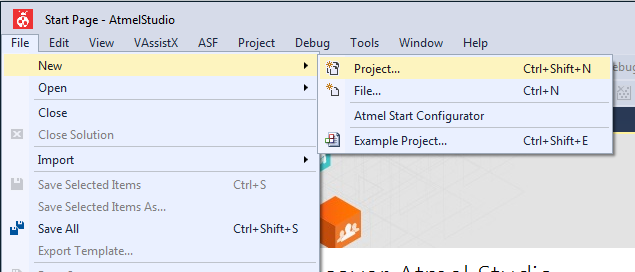 Start Page - AtmelStudio
File Edit View VAssistX ASF Project Debug Tools Window Help
New
Project... Ctrl+Shift+N
Open
File... Ctrl+N
Close
Atmel Start Configurator
Close Solution
Example Project... Ctrl+Shift+E
Import
Save Selected Items Ctrl+S
Save Selected Items As...
Save All Ctrl+Shift+S
Export Template...
Atmel Studio